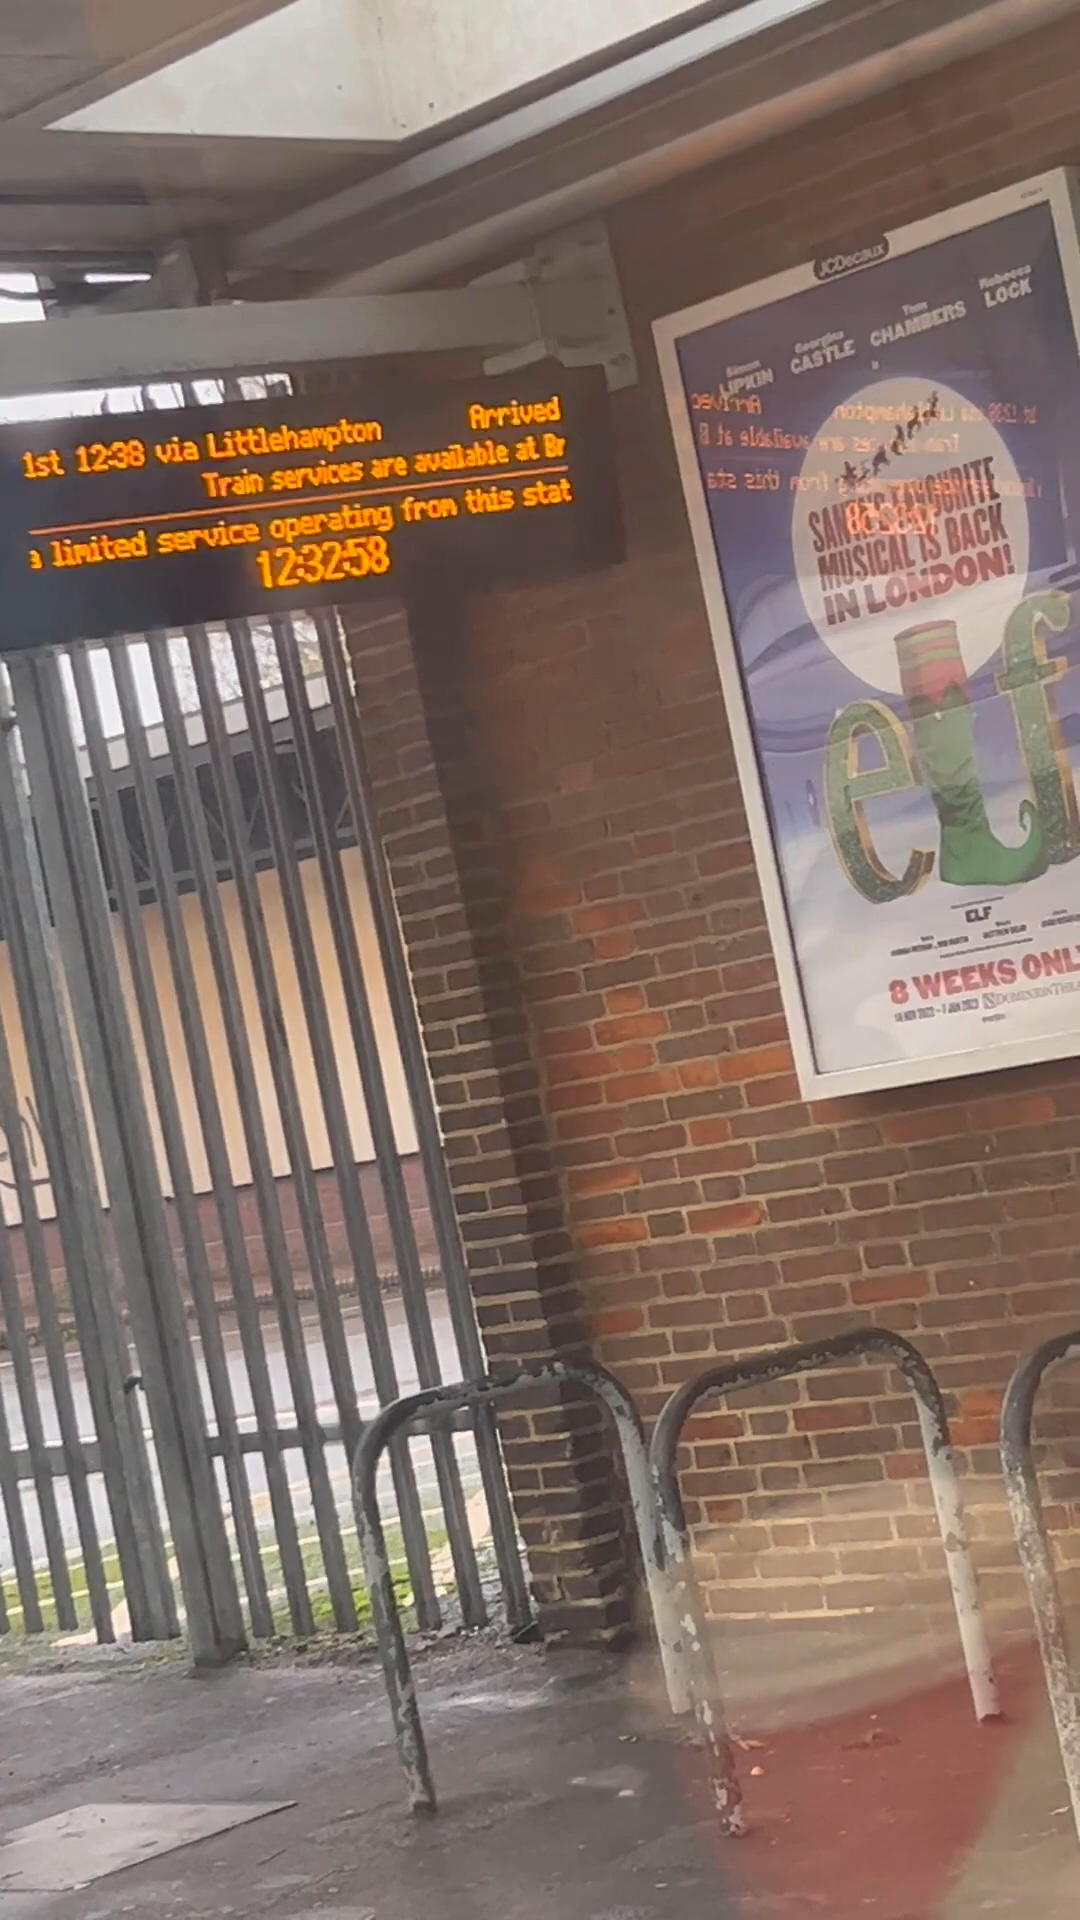 1st 12:38 via Littlehampton Arrived
Train services are available at Br
a limited service operating from this stat
12:32:58
JCDecaux
Simon LIPKIN
Georgina CASTLE
Tom CHAMBERS
Rebecca LOCK
SANTA'S FAVOURITE
MUSICAL IS BACK
IN LONDON!
elf
ELF
8 WEEKS ONL
DOMINION THEA